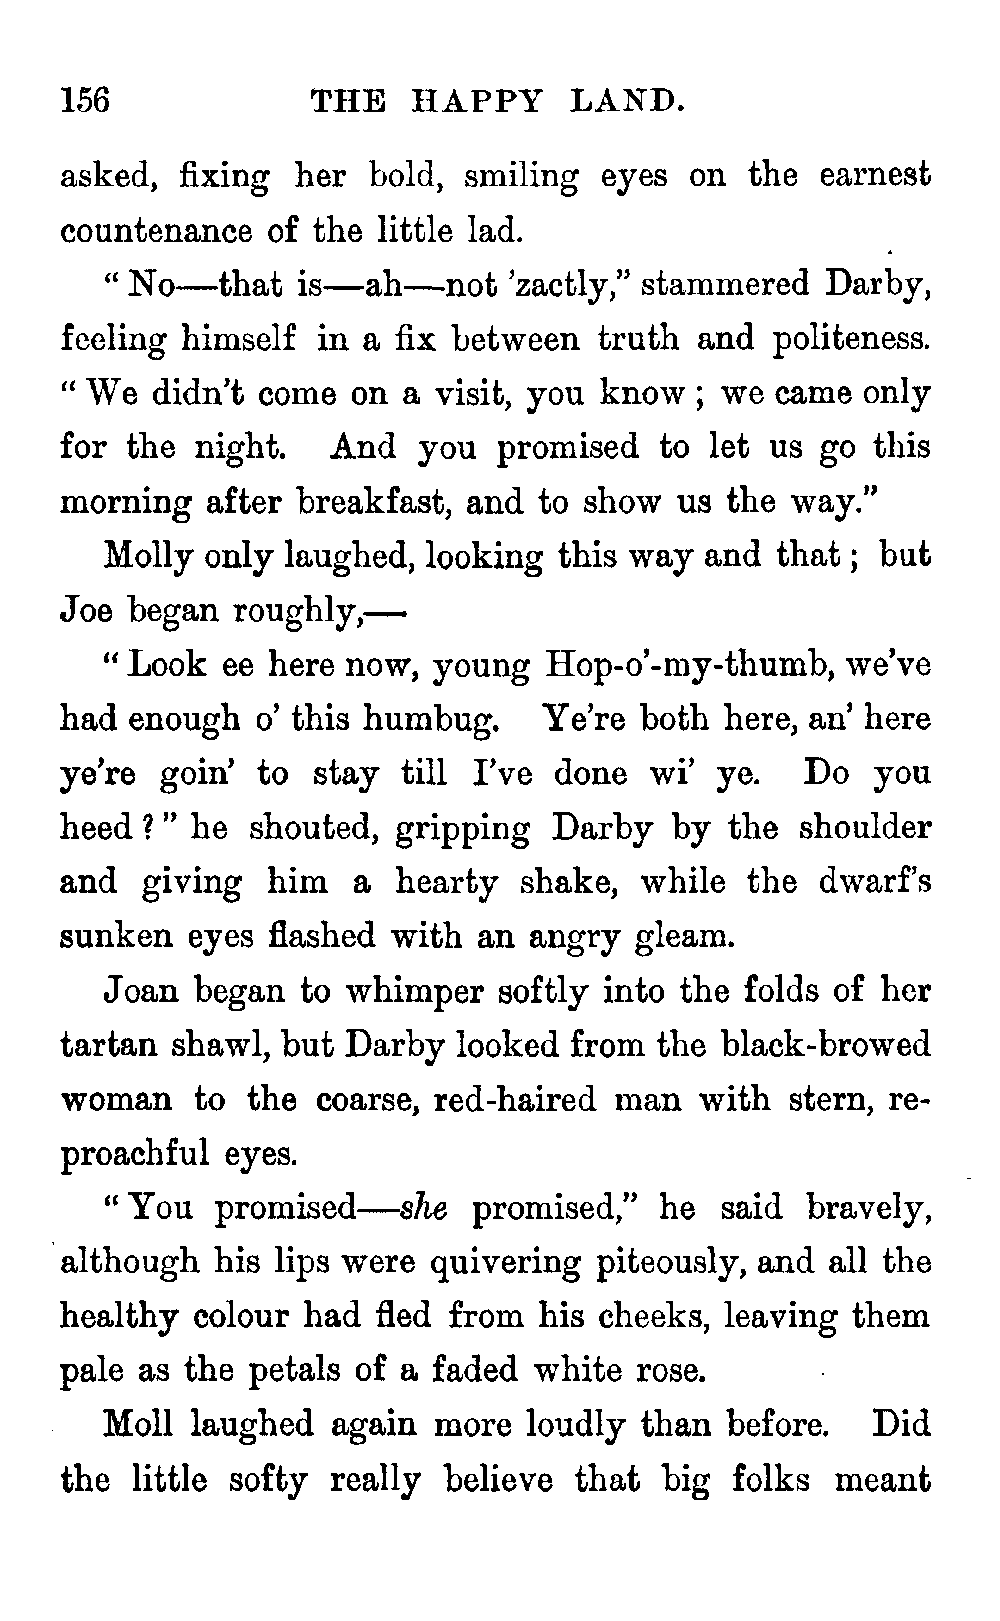 156 THE HAPPY LAND.
asked, fixing her bold, smiling eyes on the earnest
countenance of the little lad.
“ No—that is—ah—not ’zactly,” stammered Darby,
feeling himself in a fix between truth and politeness.
“ We didn’t come on a visit, you know ; we came only
for the night. And you promised to let us go this
morning after breakfast, and to show us the way.”
Molly only laughed, looking this way and that ; but
Joe began roughly,—
“ Look ee here now, young Hop-o’-my-thumb, we’ve
had enough o’ this humbug. Ye’re both here, an’ here
ye’re goin’ to stay till I’ve done wi’ ye. Do you
heed ? ” he shouted, gripping Darby by the shoulder
and giving him a hearty shake, while the dwarf’s
sunken eyes flashed with an angry gleam.
Joan began to whimper softly into the folds of her
tartan shawl, but Darby looked from the black-browed
woman to the coarse, red-haired man with stern, re-
proachful eyes.
“ You promised—she promised,” he said bravely,
although his lips were quivering piteously, and all the
healthy colour had fled from his cheeks, leaving them
pale as the petals of a faded white rose.
Moll laughed again more loudly than before. Did
the little softy really believe that big folks meant